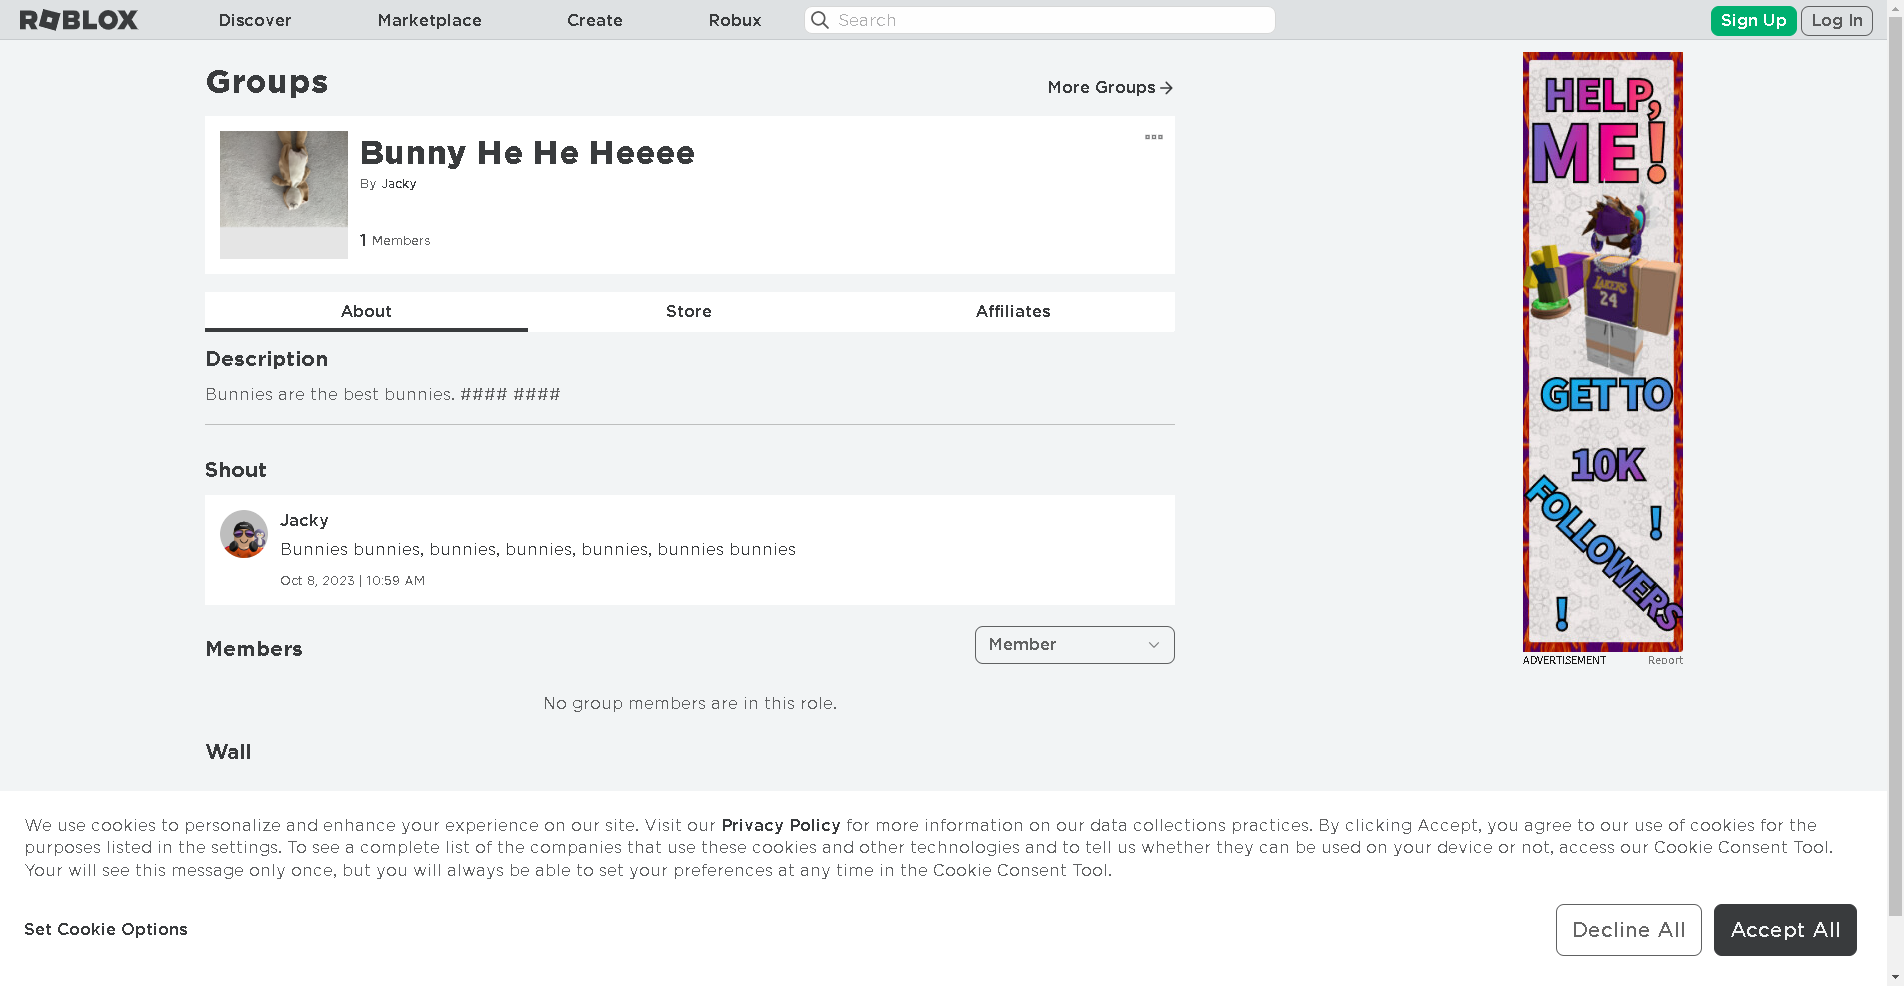 ROBLOX
Discover
Marketplace
Create
Robux
Search
Sign Up
Log In
Groups
More Groups
Bunny He He Heeee
By Jacky
1 Members
About
Store
Affiliates
Description
Bunnies are the best bunnies. #### ####
Shout
Jacky
Bunnies bunnies, bunnies, bunnies, bunnies, bunnies bunnies
Oct 8, 2023 | 10:59 AM
Members
Member
No group members are in this role.
Wall
HELP,
ME!
LAKERS
24
GET TO
10K
FOLLOWERS
!
!
ADVERTISEMENT
Report
We use cookies to personalize and enhance your experience on our site. Visit our Privacy Policy for more information on our data collections practices. By clicking Accept, you agree to our use of cookies for the
purposes listed in the settings. To see a complete list of the companies that use these cookies and other technologies and to tell us whether they can be used on your device or not, access our Cookie Consent Tool.
Your will see this message only once, but you will always be able to set your preferences at any time in the Cookie Consent Tool.
Set Cookie Options
Decline All
Accept All